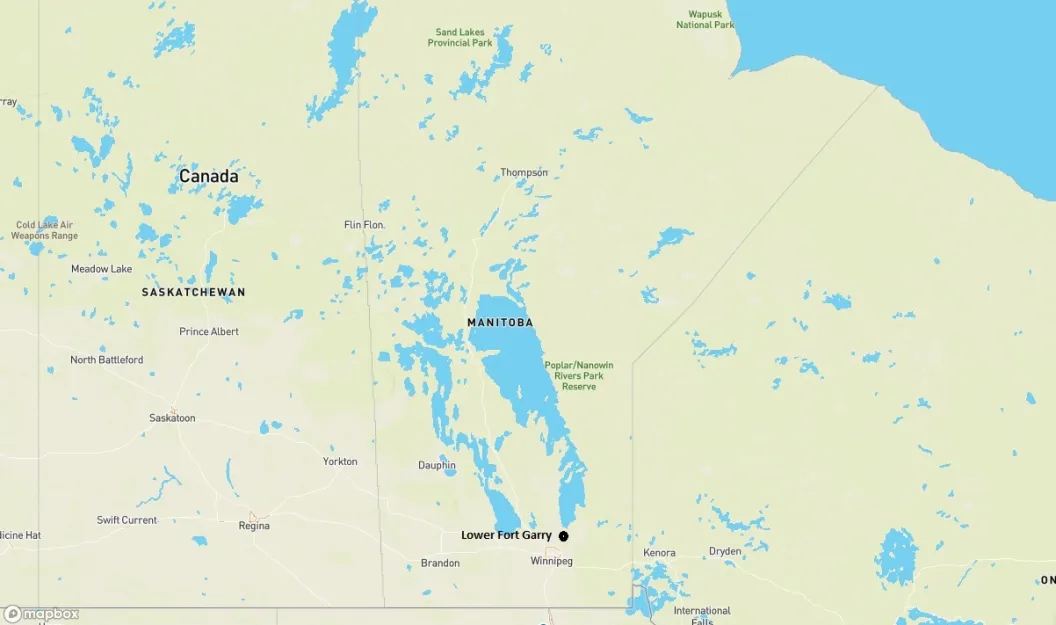 Wapusk
National Park
Sand Lakes
Provincial Park
rray
Thompson
Canada
Flin Flon.
Cold Lake Air
Weapons Range
Meadow Lake
SASKATCHEWAN
MANITOBA
Prince Albert
North Battleford
Poplar/Nanowin
Rivers Park
Reserve
Saskatoon
Yorkton
Dauphin
Swift Current
Regina
dicine Hat
Lower Fort Garry
Winnipeg
Brandon
Kenora
Dryden
ON
International
Falls
mapbox